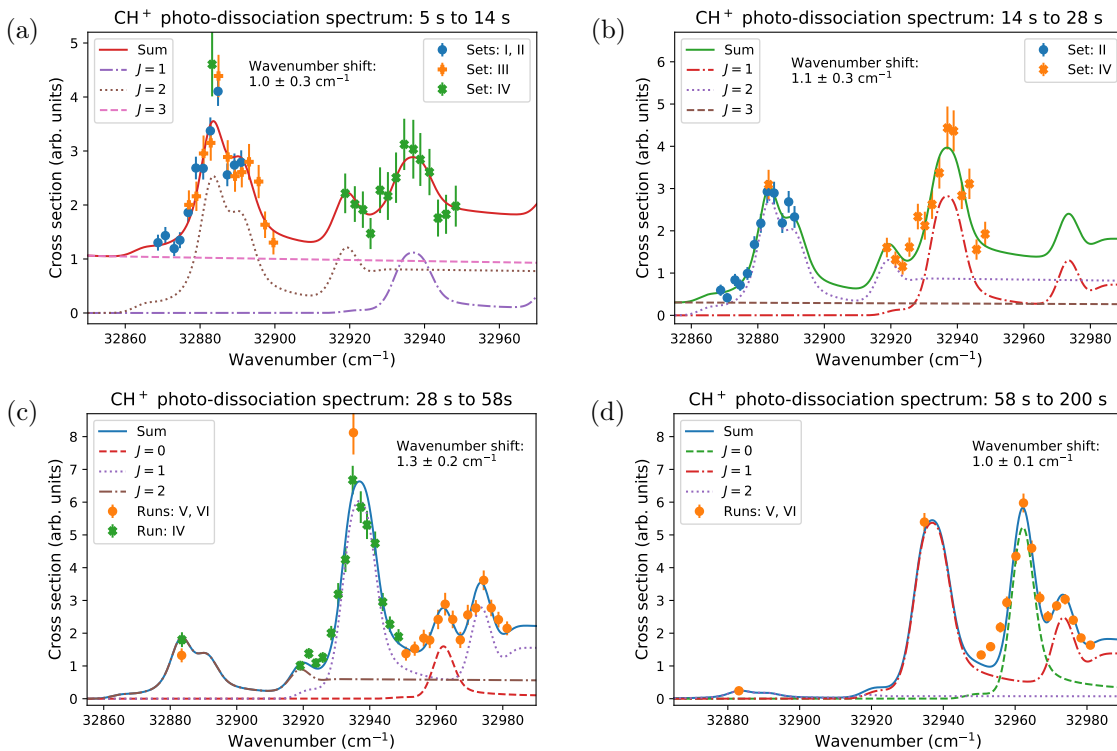 (a)
CH⁺ photo-dissociation spectrum: 5 s to 14 s
Sum
J = 1
J = 2
J = 3
Wavenumber shift:
1.0 ± 0.3 cm⁻¹
Sets: I, II
Set: III
Set: IV
Cross section (arb. units)
5
4
3
2
1
0
32860 32880 32900 32920 32940 32960
Wavenumber (cm⁻¹)
(b)
CH⁺ photo-dissociation spectrum: 14 s to 28 s
Sum
J = 1
J = 2
J = 3
Wavenumber shift:
1.1 ± 0.3 cm⁻¹
Set: II
Set: IV
Cross section (arb. units)
6
5
4
3
2
1
0
32860 32880 32900 32920 32940 32960 32980
Wavenumber (cm⁻¹)
(c)
CH⁺ photo-dissociation spectrum: 28 s to 58s
Sum
J = 0
J = 1
J = 2
Runs: V, VI
Run: IV
Wavenumber shift:
1.3 ± 0.2 cm⁻¹
Cross section (arb. units)
8
7
6
5
4
3
2
1
0
32860 32880 32900 32920 32940 32960 32980
Wavenumber (cm⁻¹)
(d)
CH⁺ photo-dissociation spectrum: 58 s to 200 s
Sum
J = 0
J = 1
J = 2
Runs: V, VI
Wavenumber shift:
1.0 ± 0.1 cm⁻¹
Cross section (arb. units)
8
7
6
5
4
3
2
1
0
32880 32900 32920 32940 32960 32980
Wavenumber (cm⁻¹)